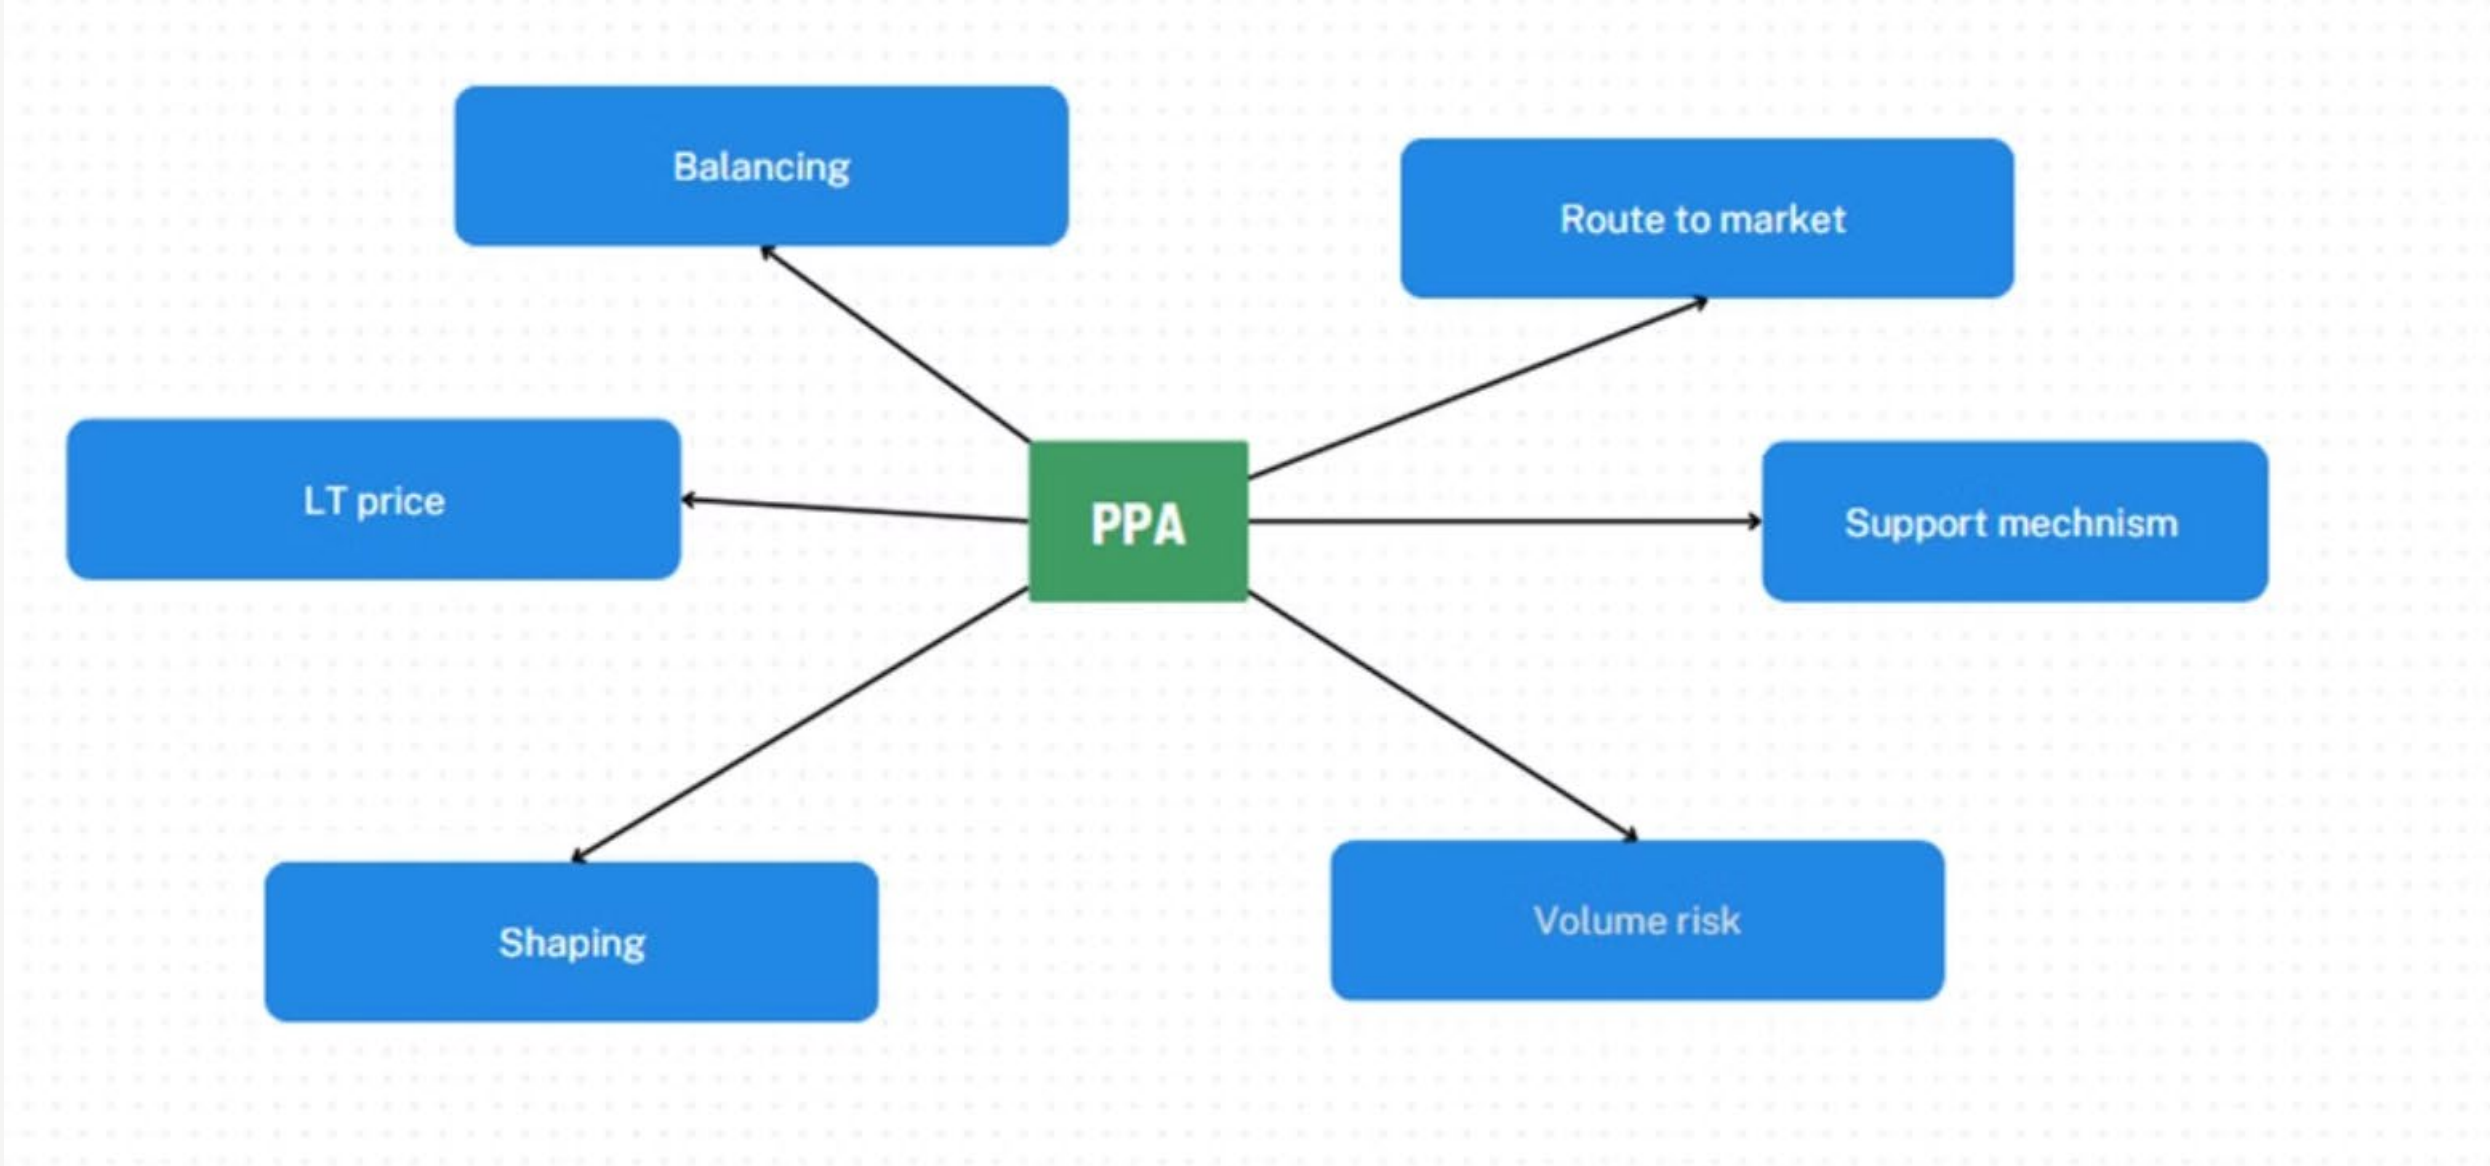 Balancing
Route to market
LT price
PPA
Support mechnism
Shaping
Volume risk